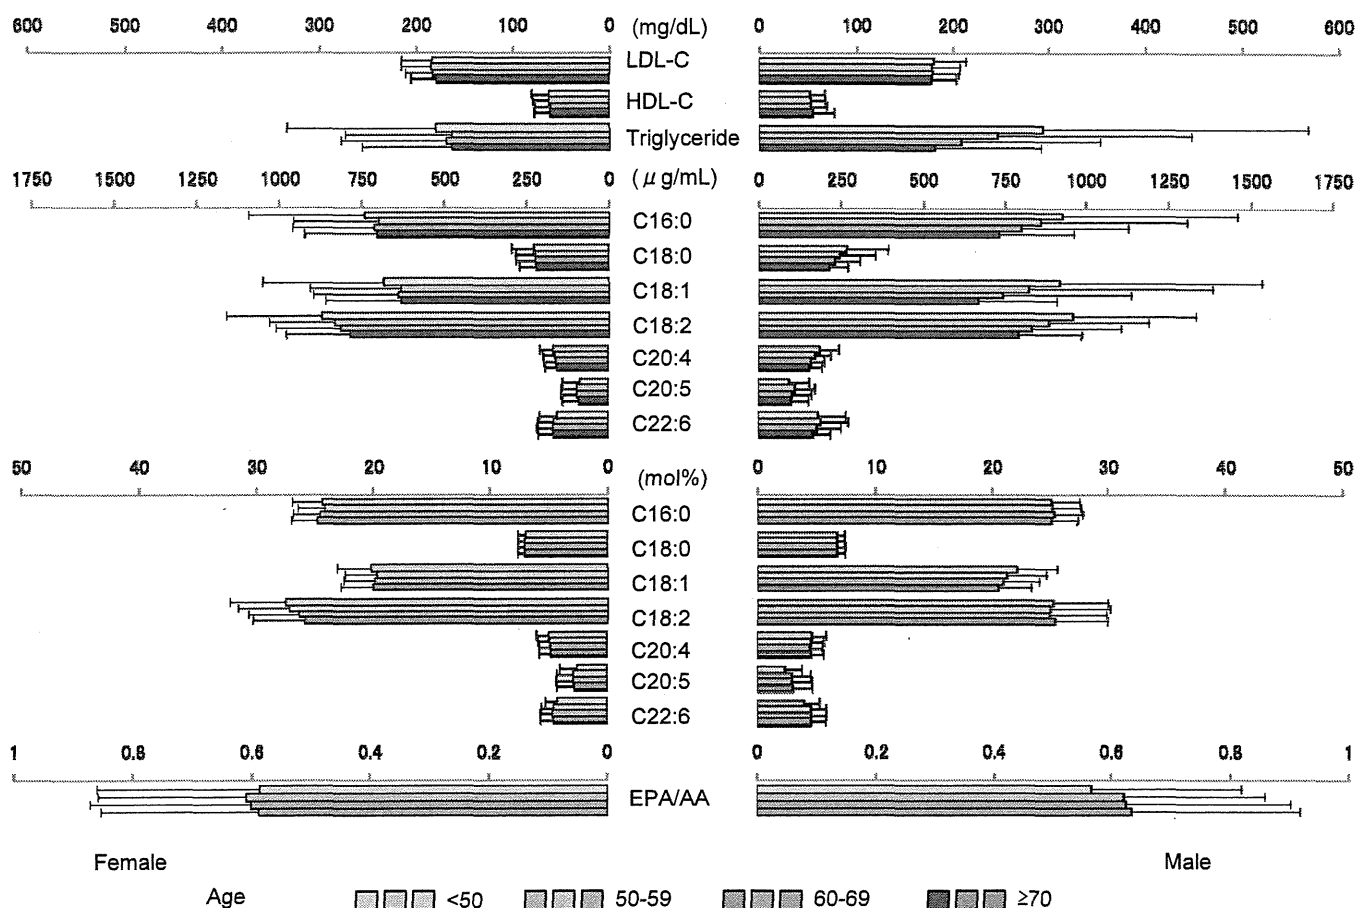 600 500 400 300 200 100 0 (mg/dL) 0 100 200 300 400 500 600
LDL-C
HDL-C
Triglyceride
1750 1500 1250 1000 750 500 250 0 (μg/mL) 0 250 500 750 1000 1250 1500 1750
C16:0
C18:0
C18:1
C18:2
C20:4
C20:5
C22:6
50 40 30 20 10 0 (mol%) 0 10 20 30 40 50
C16:0
C18:0
C18:1
C18:2
C20:4
C20:5
C22:6
1 0.8 0.6 0.4 0.2 0 0 0.2 0.4 0.6 0.8 1
EPA/AA
Female Male
Age <50 50-59 60-69 ≥70